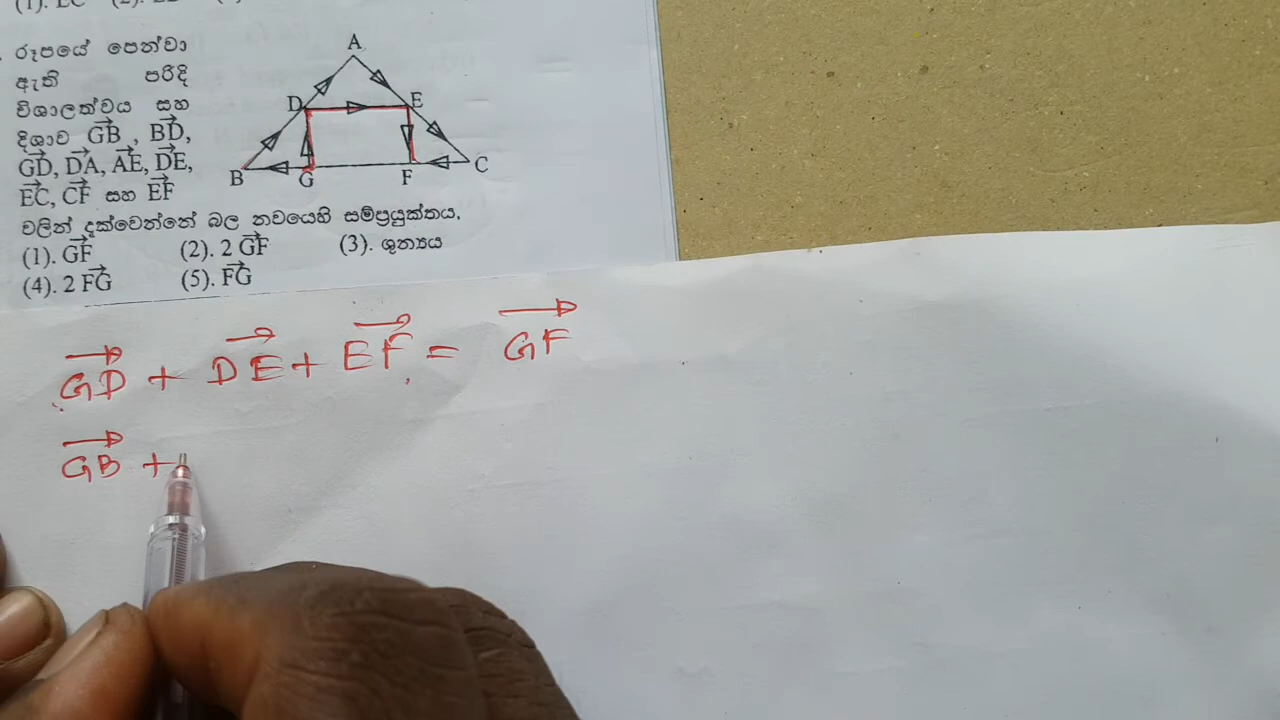 රූපයේ පෙන්වා
ඇති පරිදි
විශාලත්වය සහ
දිශාව GB⃗ , BD⃗,
GD⃗, DA⃗, AE⃗, DE⃗,
EC⃗, CF⃗ සහ EF⃗
වලින් දැක්වෙන්නේ බල නවයෙහි සම්ප්‍රයුක්තය,
(1). GF⃗ (2). 2 GF⃗ (3). ශුන්‍යය
(4). 2 FG⃗ (5). FG⃗
A
D E
B G F C
GD⃗ + DE⃗ + EF⃗ = GF⃗
GB⃗ +